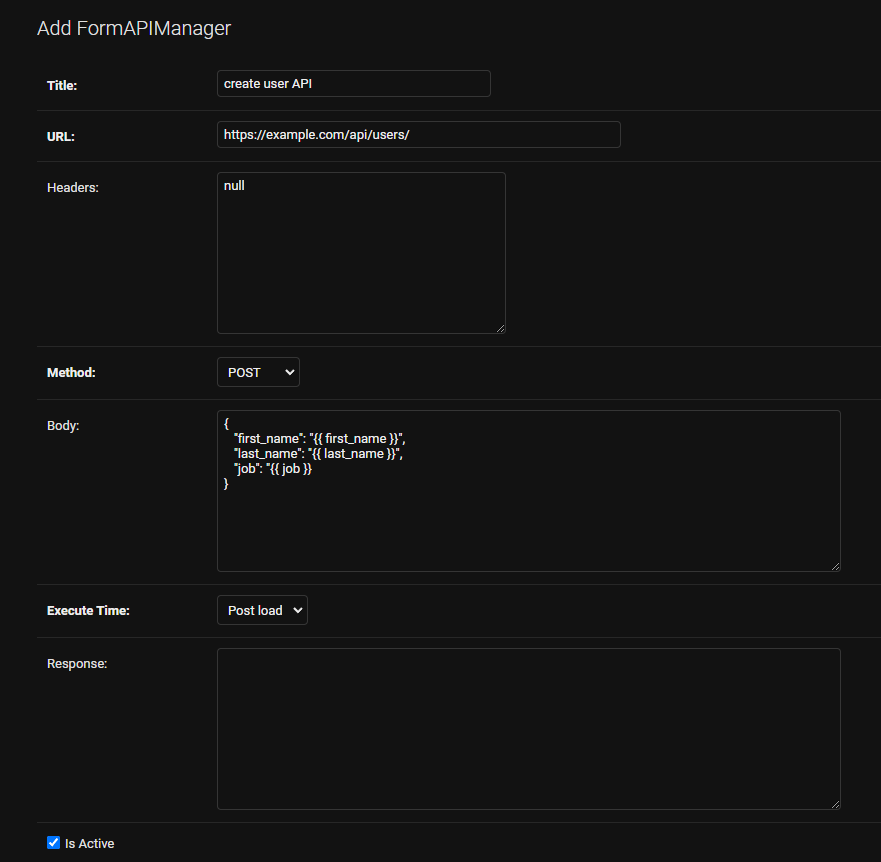 Add FormAPIManager
Title: create user API
URL: https://example.com/api/users/
Headers: null
Method: POST
Body: {
"first_name": "{{ first_name }}",
"last_name": "{{ last_name }}",
"job": "{{ job }}
}
Execute Time: Post load
Response:
Is Active